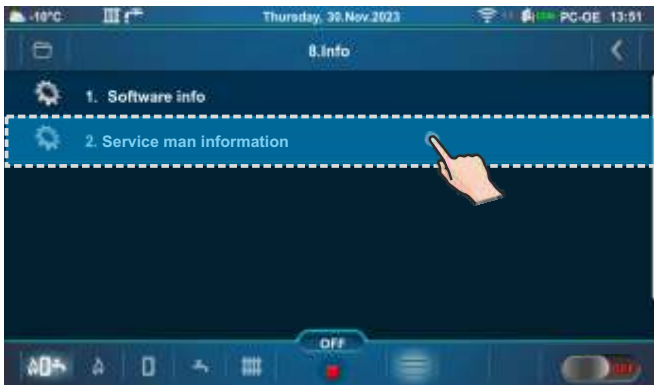 -10°C Thursday, 30.Nov.2023 PC-OE 13:51
8.Info
1. Software info
2. Service man information
OFF
OFF